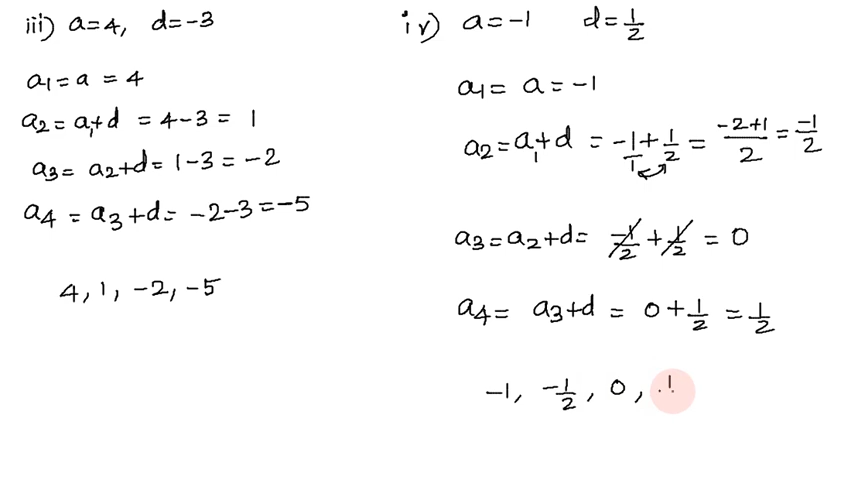 iii) a=4, d=-3
a1 = a = 4
a2 = a1+d = 4-3 = 1
a3 = a2+d = 1-3 = -2
a4 = a3+d = -2-3 = -5
4, 1, -2, -5
iv) a=-1 d=1/2
a1 = a = -1
a2 = a1+d = -1/1 + 1/2 = (-2+1)/2 = -1/2
a3 = a2+d = -1/2 + 1/2 = 0
a4 = a3+d = 0 + 1/2 = 1/2
-1, -1/2, 0, 1